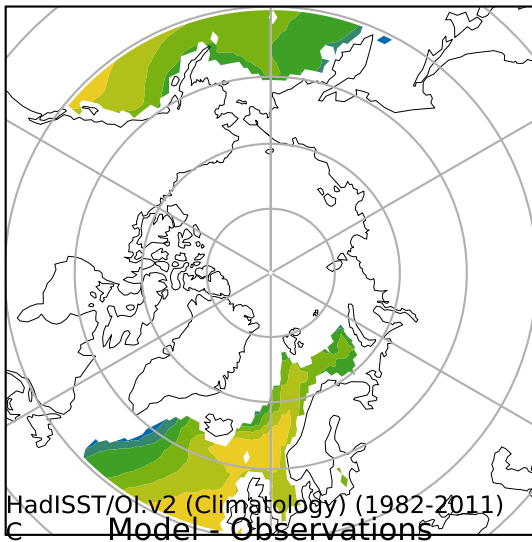 HadISST/OI.v2 (Climatology) (1982-2011)
C Model - Observations